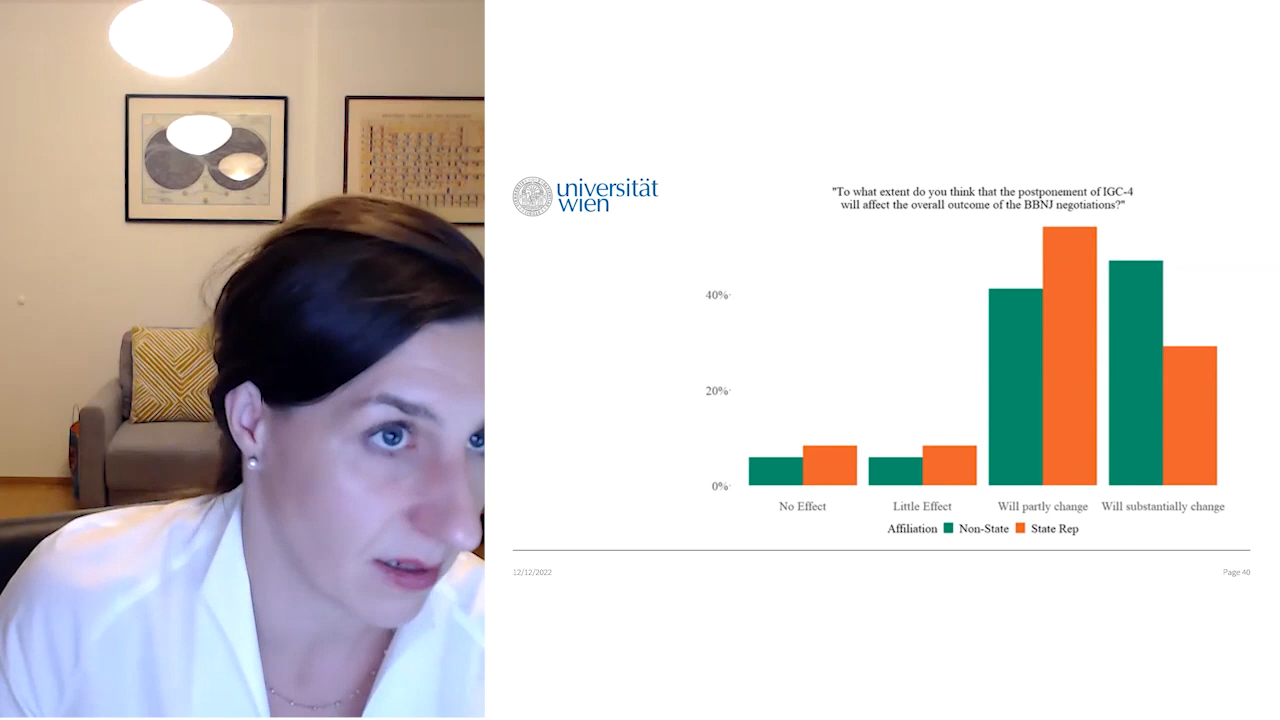 universität
wien
"To what extent do you think that the postponement of IGC-4
will affect the overall outcome of the BBNJ negotiations?"
40%
20%
0%
No Effect
Little Effect
Will partly change
Will substantially change
Affiliation Non-State State Rep
12/12/2022
Page 40